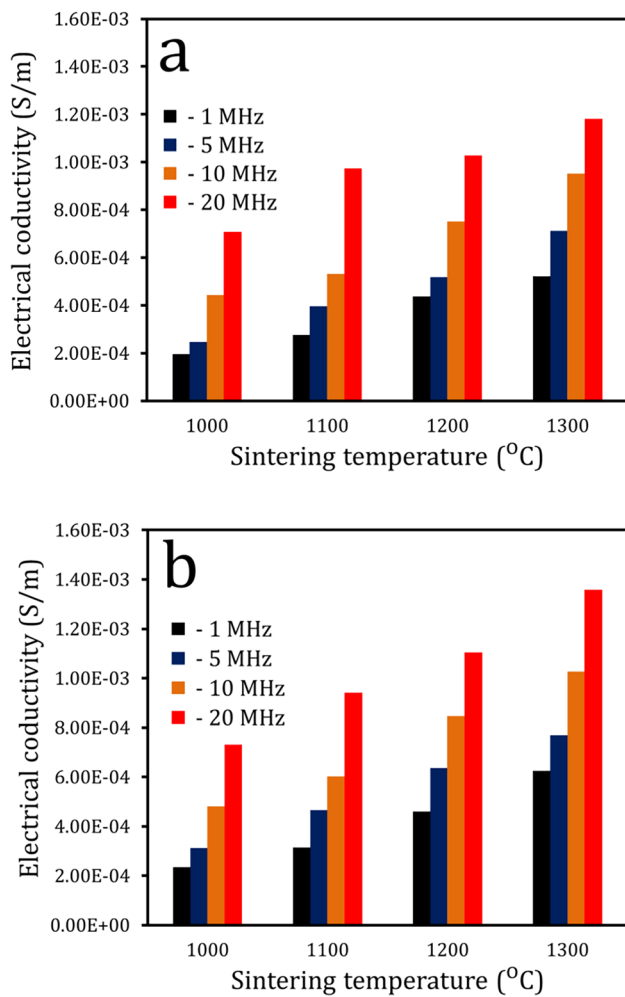 a
1.60E-03
1.40E-03
1.20E-03
1.00E-03
8.00E-04
6.00E-04
4.00E-04
2.00E-04
0.00E+00
Electrical coductivity (S/m)
- 1 MHz
- 5 MHz
- 10 MHz
- 20 MHz
1000 1100 1200 1300
Sintering temperature (°C)
b
1.60E-03
1.40E-03
1.20E-03
1.00E-03
8.00E-04
6.00E-04
4.00E-04
2.00E-04
0.00E+00
Electrical coductivity (S/m)
- 1 MHz
- 5 MHz
- 10 MHz
- 20 MHz
1000 1100 1200 1300
Sintering temperature (°C)